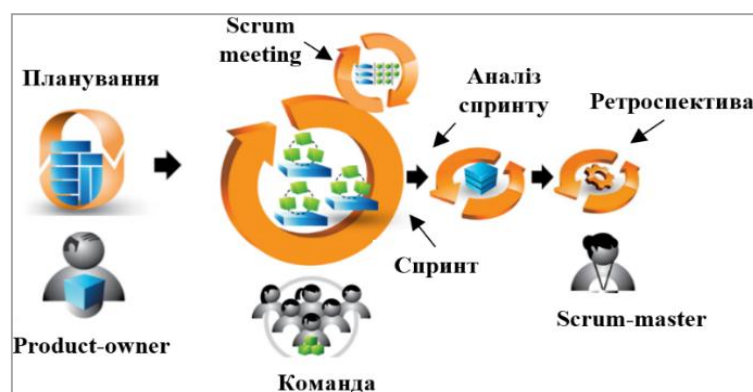 Scrum
meeting
Планування
Аналіз
спринту
Ретроспектива
Спринт
Product-owner
Scrum-master
Команда